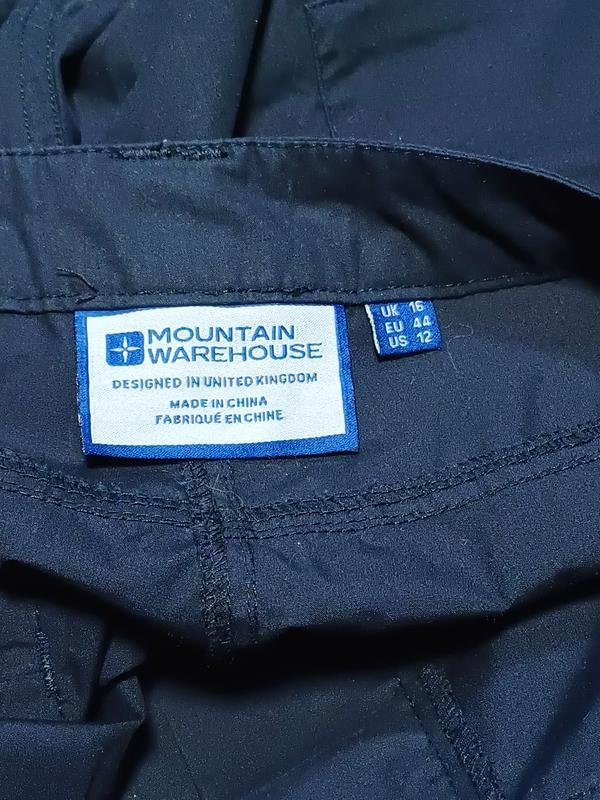 MOUNTAIN
WAREHOUSE
DESIGNED IN UNITED KINGDOM
MADE IN CHINA
FABRIQUÉ EN CHINE
UK 16
EU 44
US 12